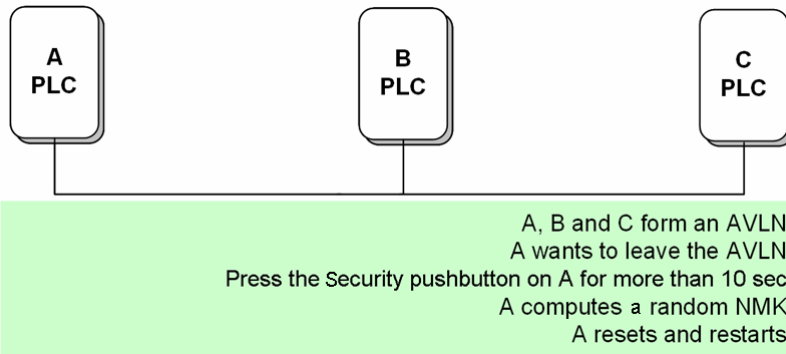 A
PLC
B
PLC
C
PLC
A, B and C form an AVLN
A wants to leave the AVLN
Press the Security pushbutton on A for more than 10 sec
A computes a random NMK
A resets and restarts